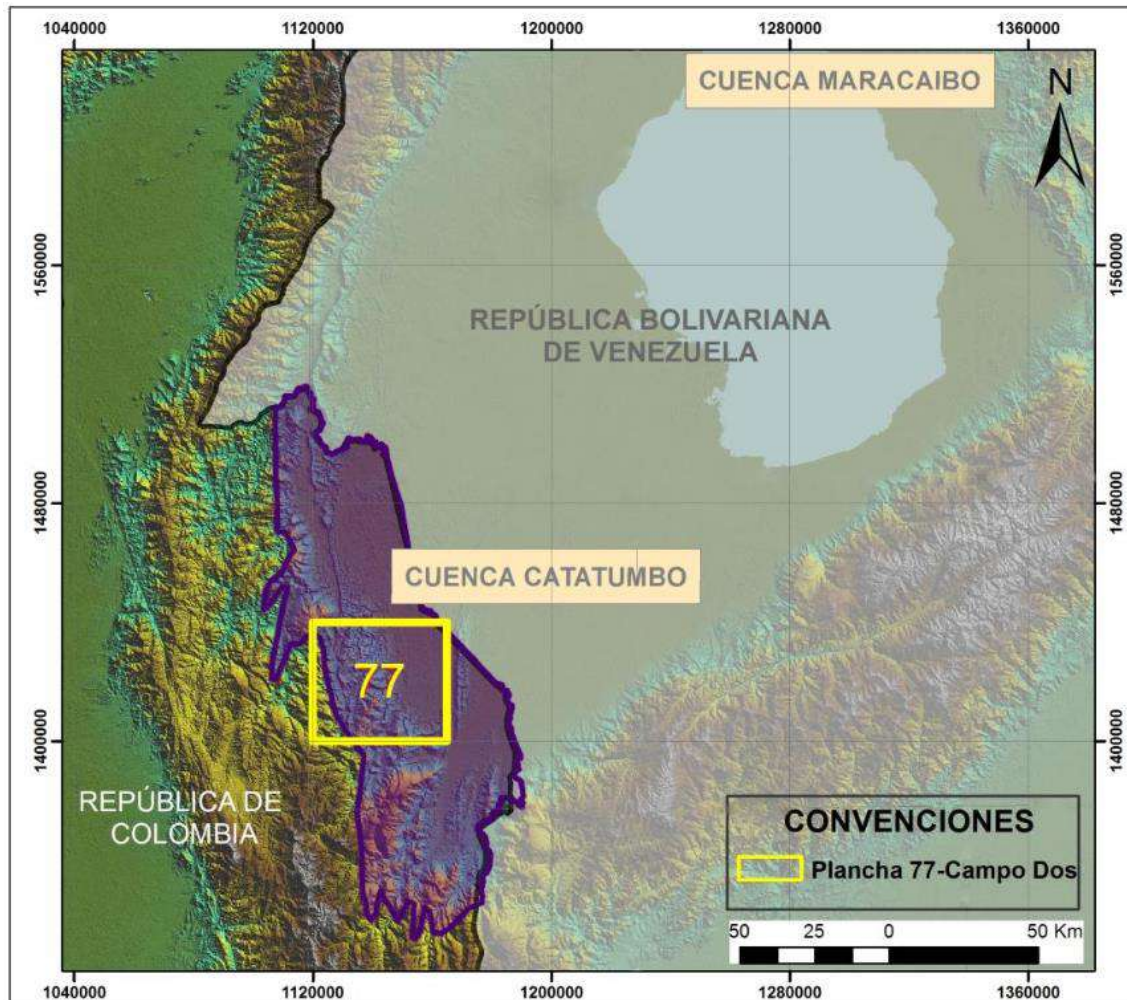 1040000 1120000 1200000 1280000 1360000
CUENCA MARACAIBO
N
1560000 1560000
REPÚBLICA BOLIVARIANA
DE VENEZUELA
1480000 1480000
CUENCA CATATUMBO
77
1400000 1400000
REPÚBLICA DE
COLOMBIA
CONVENCIONES
Plancha 77-Campo Dos
50 25 0 50 Km
1040000 1120000 1200000 1280000 1360000